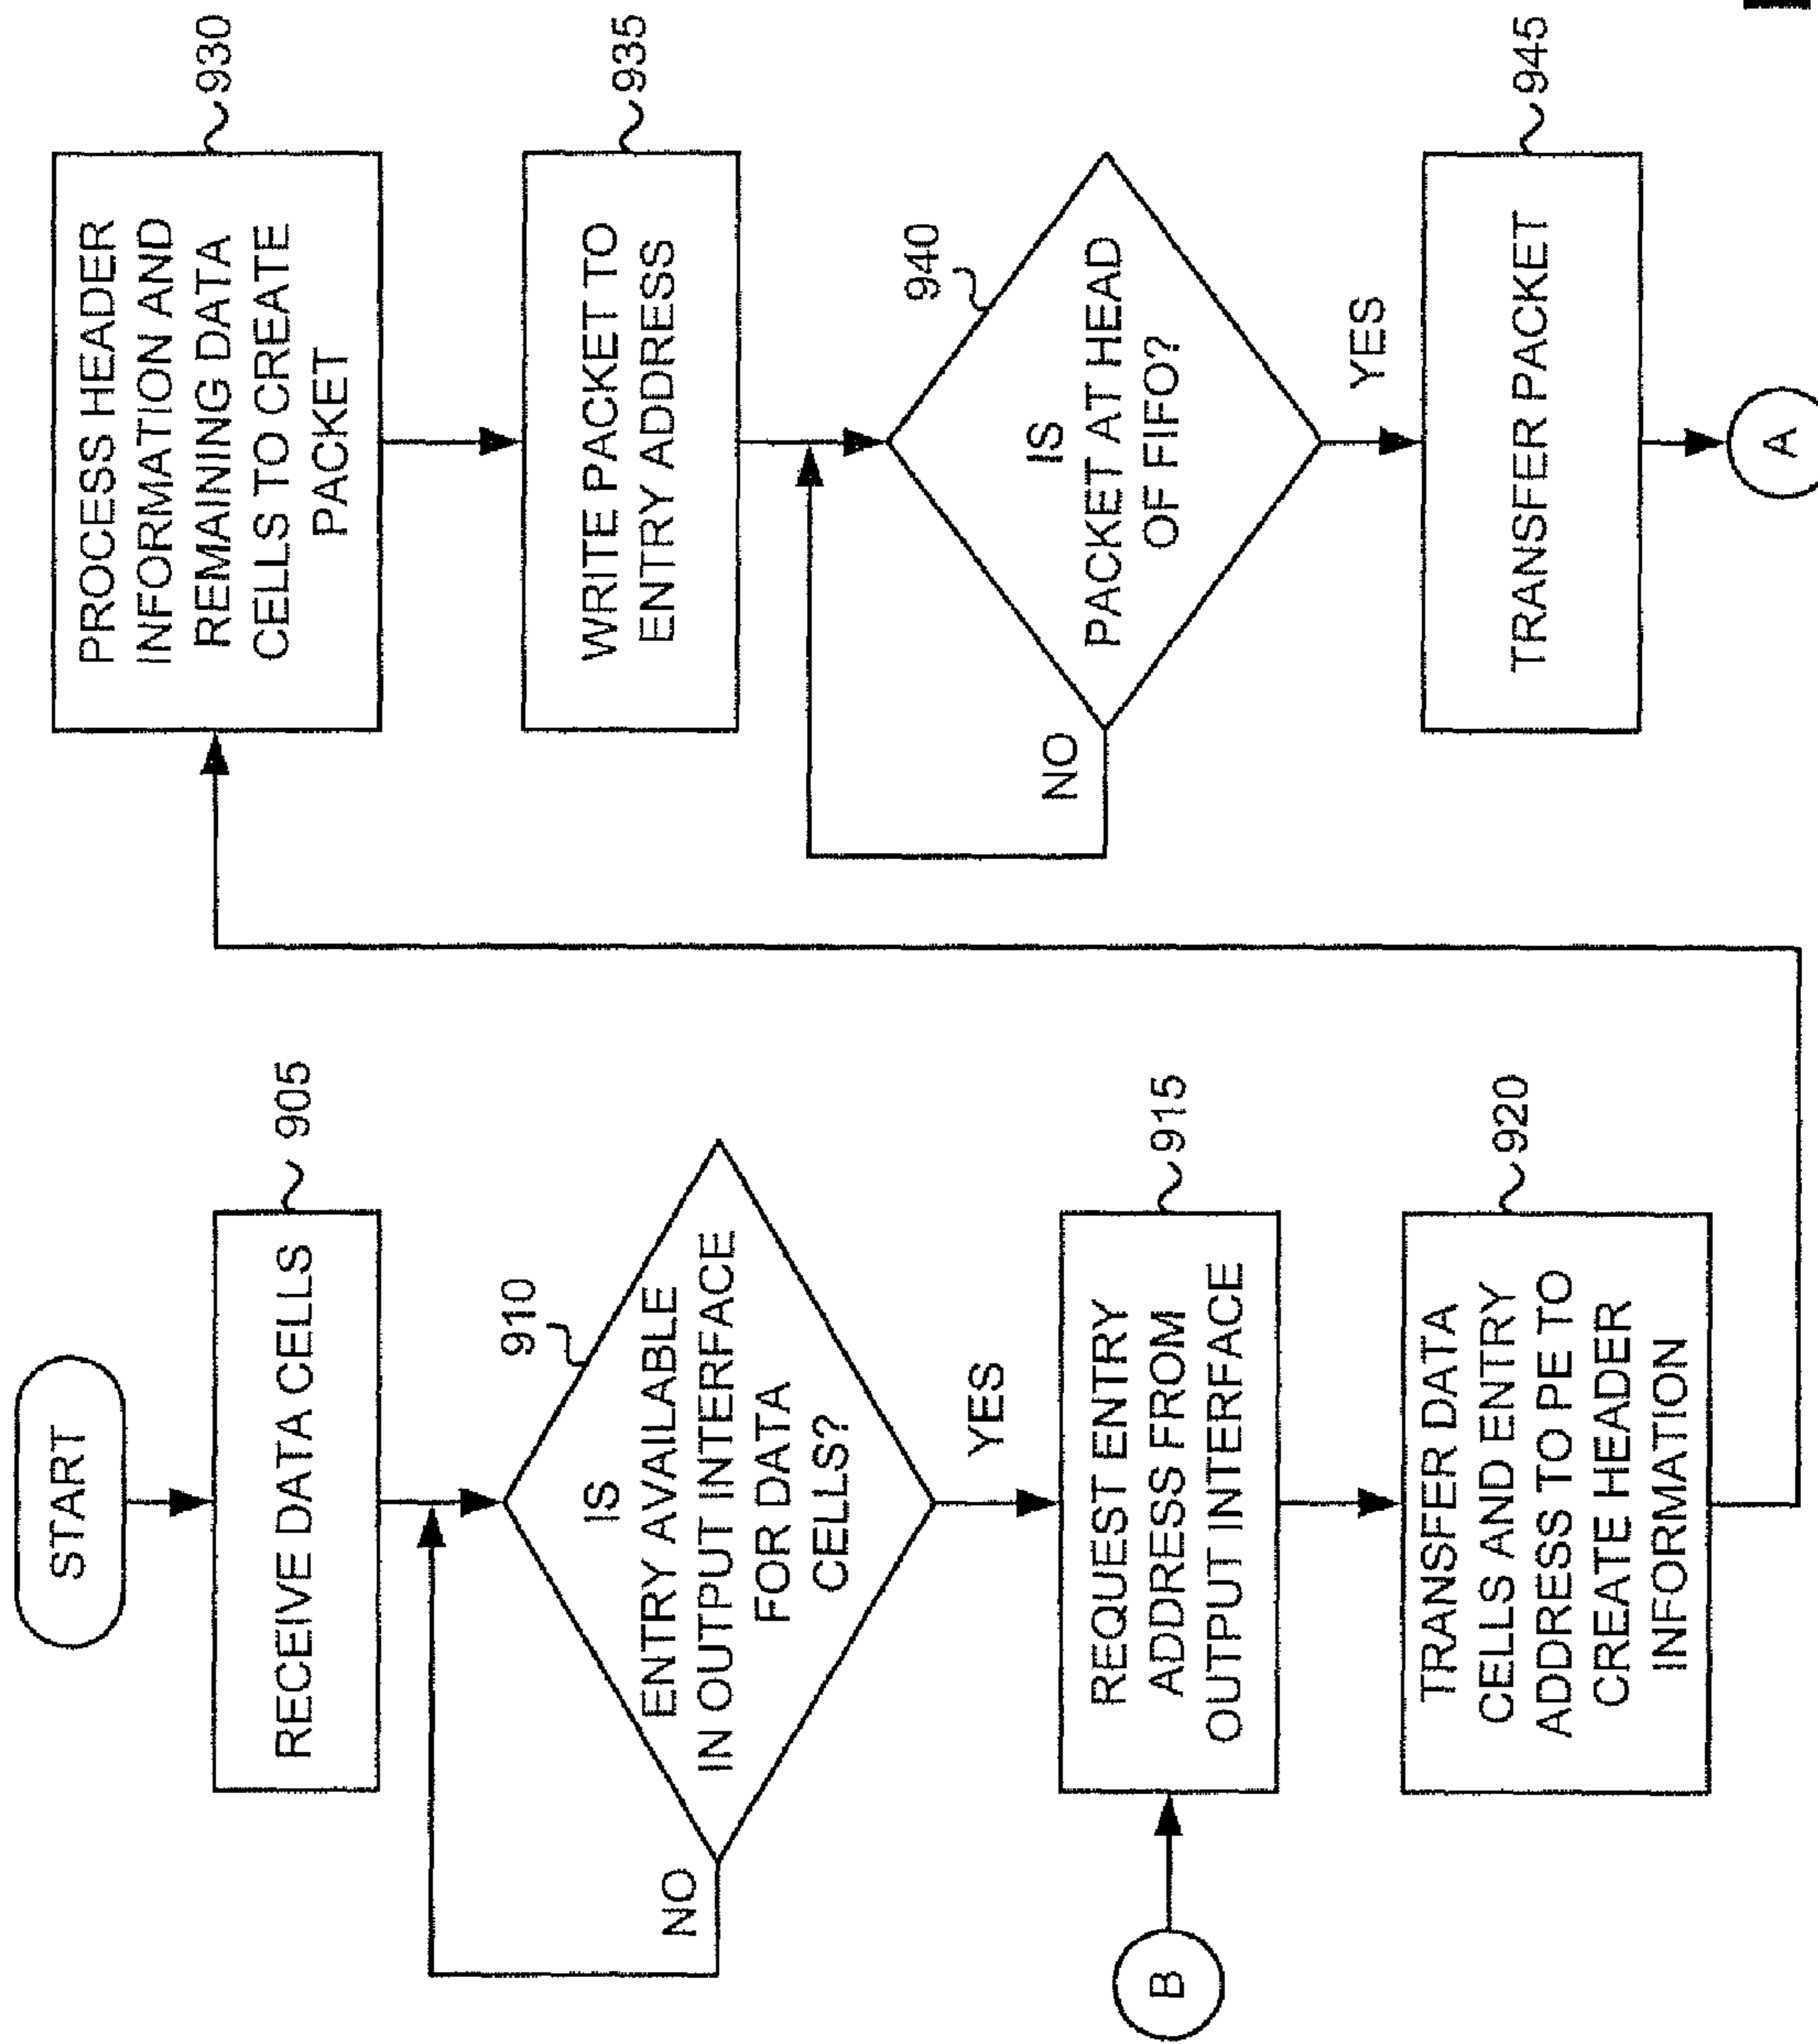 START
RECEIVE DATA CELLS
905
910
IS
ENTRY AVAILABLE
IN OUTPUT INTERFACE
FOR DATA
CELLS?
NO
YES
B
REQUEST ENTRY
ADDRESS FROM
OUTPUT INTERFACE
915
TRANSFER DATA
CELLS AND ENTRY
ADDRESS TO PE TO
CREATE HEADER
INFORMATION
920
PROCESS HEADER
INFORMATION AND
REMAINING DATA
CELLS TO CREATE
PACKET
930
WRITE PACKET TO
ENTRY ADDRESS
935
940
IS
PACKET AT HEAD
OF FIFO?
NO
YES
TRANSFER PACKET
945
A